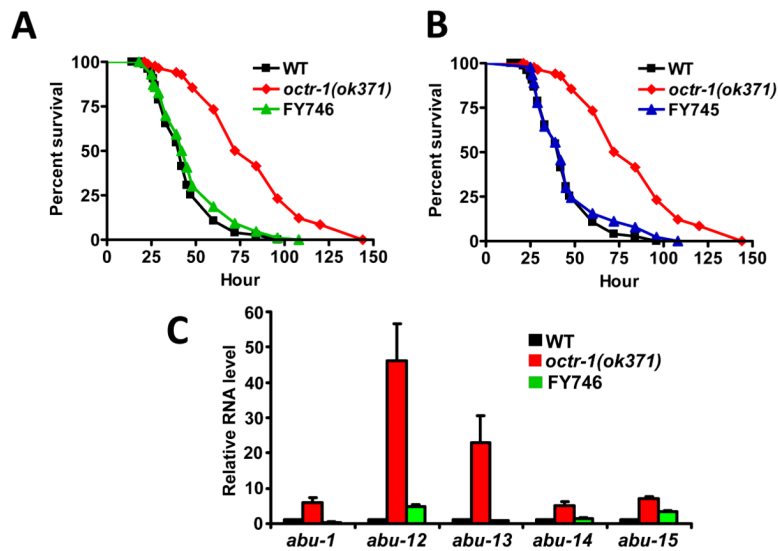 A
B
WT
octr-1(ok371)
FY746
WT
octr-1(ok371)
FY745
Percent survival
100
75
50
25
0
0
25
50
75
100
125
150
Hour
Percent survival
100
75
50
25
0
0
25
50
75
100
125
150
Hour
C
WT
octr-1(ok371)
FY746
Relative RNA level
60
50
40
30
20
10
0
abu-1
abu-12
abu-13
abu-14
abu-15